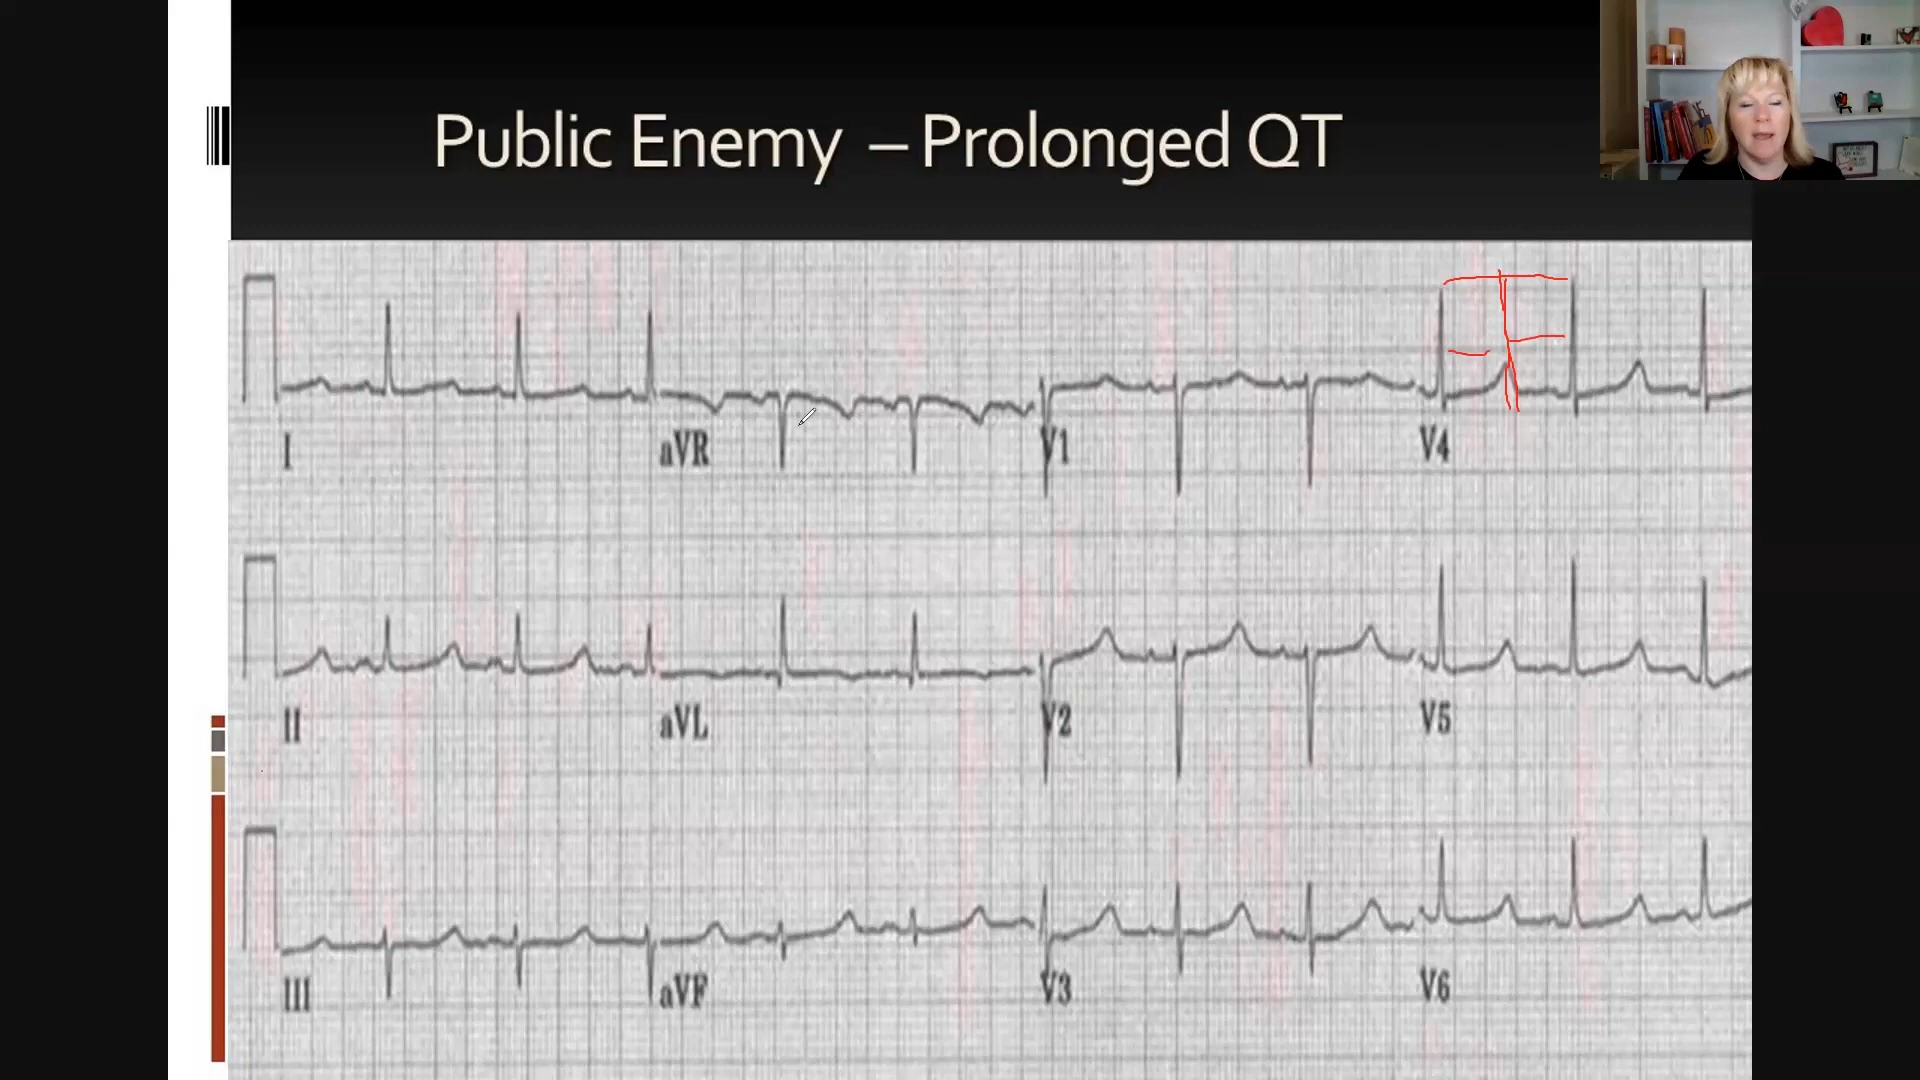 Public Enemy – Prolonged QT
I
aVR
V1
V4
II
aVL
V2
V5
III
aVF
V3
V6